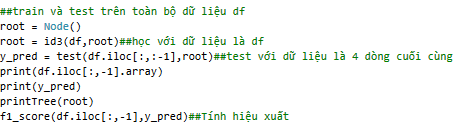 ##train và test trên toàn bộ dữ liệu df
root = Node()
root = id3(df,root)##học với dữ liệu là df
y_pred = test(df.iloc[:,:-1],root)##test với dữ liệu là 4 dòng cuối cùng
print(df.iloc[:,-1].array)
print(y_pred)
printTree(root)
f1_score(df.iloc[:,-1],y_pred)##Tính hiệu xuất